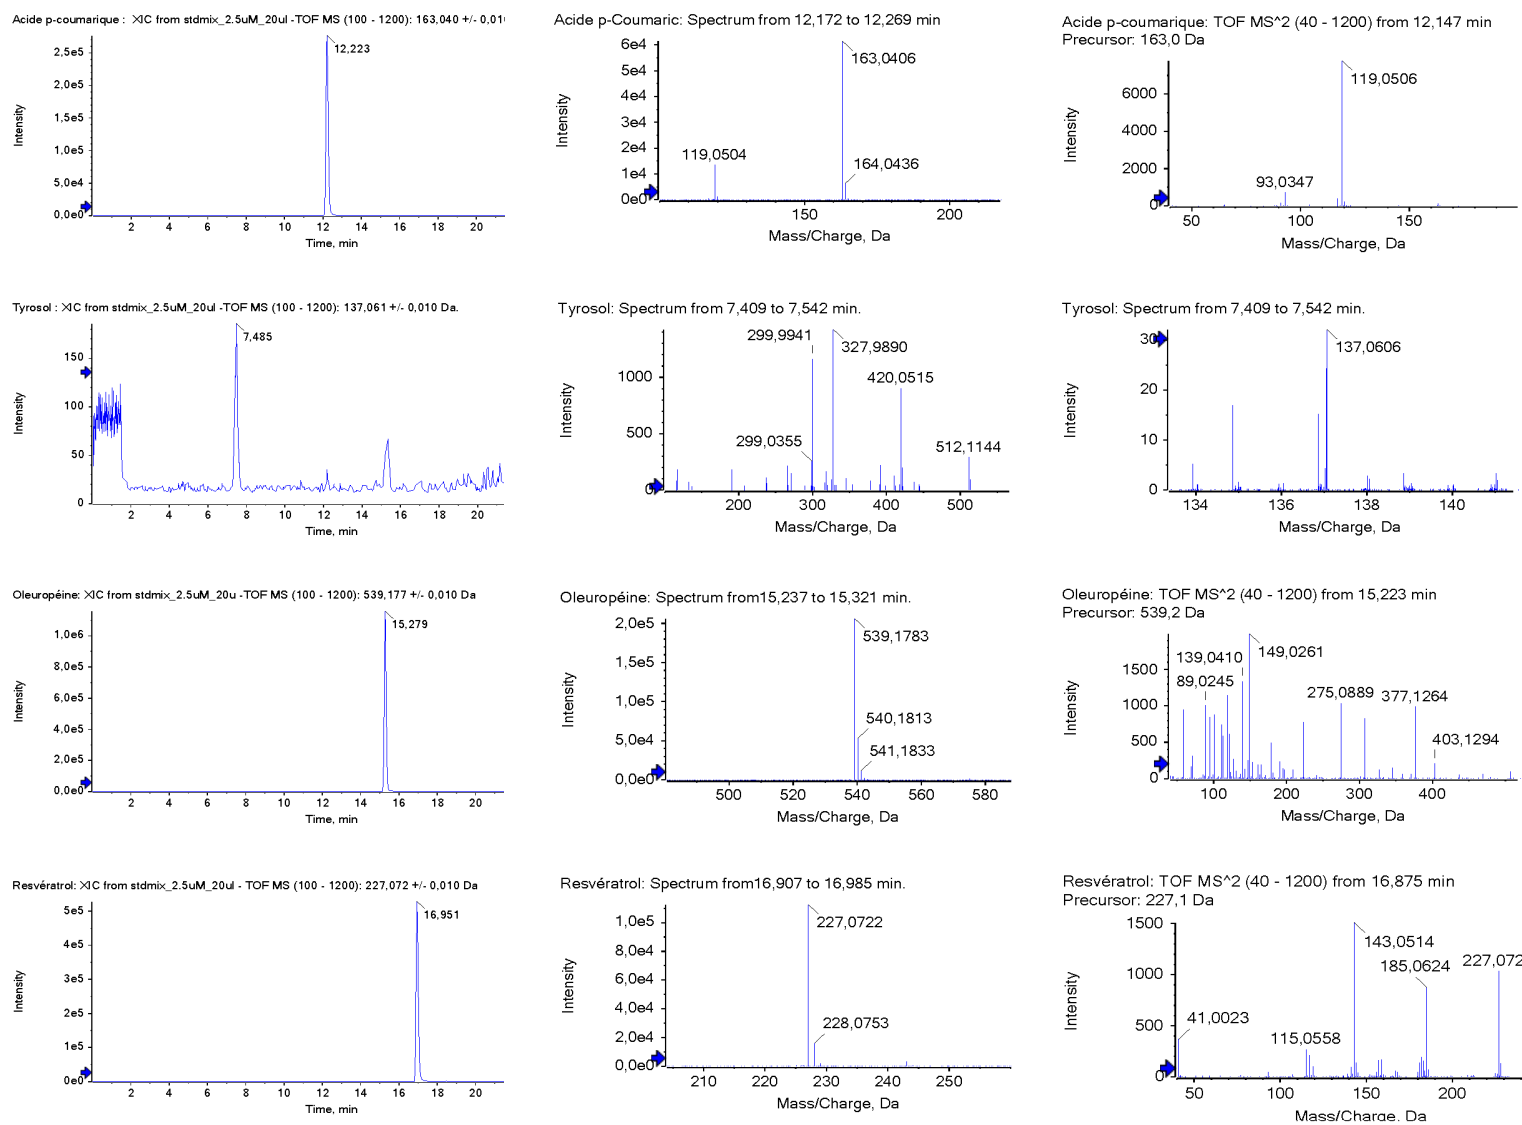 Acide p-coumarique : XIC from stdmix_2.5uM_20ul -TOF MS (100 - 1200): 163,040 +/- 0,01
Intensity
2,5e5
2,0e5
1,5e5
1,0e5
5,0e4
0,0e0
12,223
2 4 6 8 10 12 14 16 18 20
Time, min
Acide p-Coumaric: Spectrum from 12,172 to 12,269 min
Intensity
6e4
5e4
4e4
3e4
2e4
1e4
0e0
163,0406
119,0504
164,0436
150 200
Mass/Charge, Da
Acide p-coumarique: TOF MS^2 (40 - 1200) from 12,147 min
Precursor: 163,0 Da
Intensity
6000
4000
2000
0
119,0506
93,0347
50 100 150
Mass/Charge, Da
Tyrosol : XIC from stdmix_2.5uM_20ul -TOF MS (100 - 1200): 137,061 +/- 0,010 Da.
Intensity
150
100
50
0
7,485
2 4 6 8 10 12 14 16 18 20
Time, min
Tyrosol: Spectrum from 7,409 to 7,542 min.
Intensity
1000
500
0
299,9941
327,9890
420,0515
299,0355
512,1144
200 300 400 500
Mass/Charge, Da
Tyrosol: Spectrum from 7,409 to 7,542 min.
Intensity
30
20
10
0
137,0606
134 136 138 140
Mass/Charge, Da
Oleuropéine: XIC from stdmix_2.5uM_20u -TOF MS (100 - 1200): 539,177 +/- 0,010 Da
Intensity
1,0e6
8,0e5
6,0e5
4,0e5
2,0e5
0,0e0
15,279
2 4 6 8 10 12 14 16 18 20
Time, min
Oleuropéine: Spectrum from15,237 to 15,321 min.
Intensity
2,0e5
1,5e5
1,0e5
5,0e4
0,0e0
539,1783
540,1813
541,1833
500 520 540 560 580
Mass/Charge, Da
Oleuropéine: TOF MS^2 (40 - 1200) from 15,223 min
Precursor: 539,2 Da
Intensity
1500
1000
500
0
139,0410
149,0261
89,0245
275,0889
377,1264
403,1294
100 200 300 400
Mass/Charge, Da
Resvératrol: XIC from stdmix_2.5uM_20ul - TOF MS (100 - 1200): 227,072 +/- 0,010 Da
Intensity
5e5
4e5
3e5
2e5
1e5
0e0
16,951
2 4 6 8 10 12 14 16 18 20
Time, min
Resvératrol: Spectrum from16,907 to 16,985 min.
Intensity
1,0e5
8,0e4
6,0e4
4,0e4
2,0e4
0,0e0
227,0722
228,0753
210 220 230 240 250
Mass/Charge, Da
Resvératrol: TOF MS^2 (40 - 1200) from 16,875 min
Precursor: 227,1 Da
Intensity
1500
1000
500
0
143,0514
185,0624
227,072
41,0023
115,0558
50 100 150 200
Mass/Charge, Da